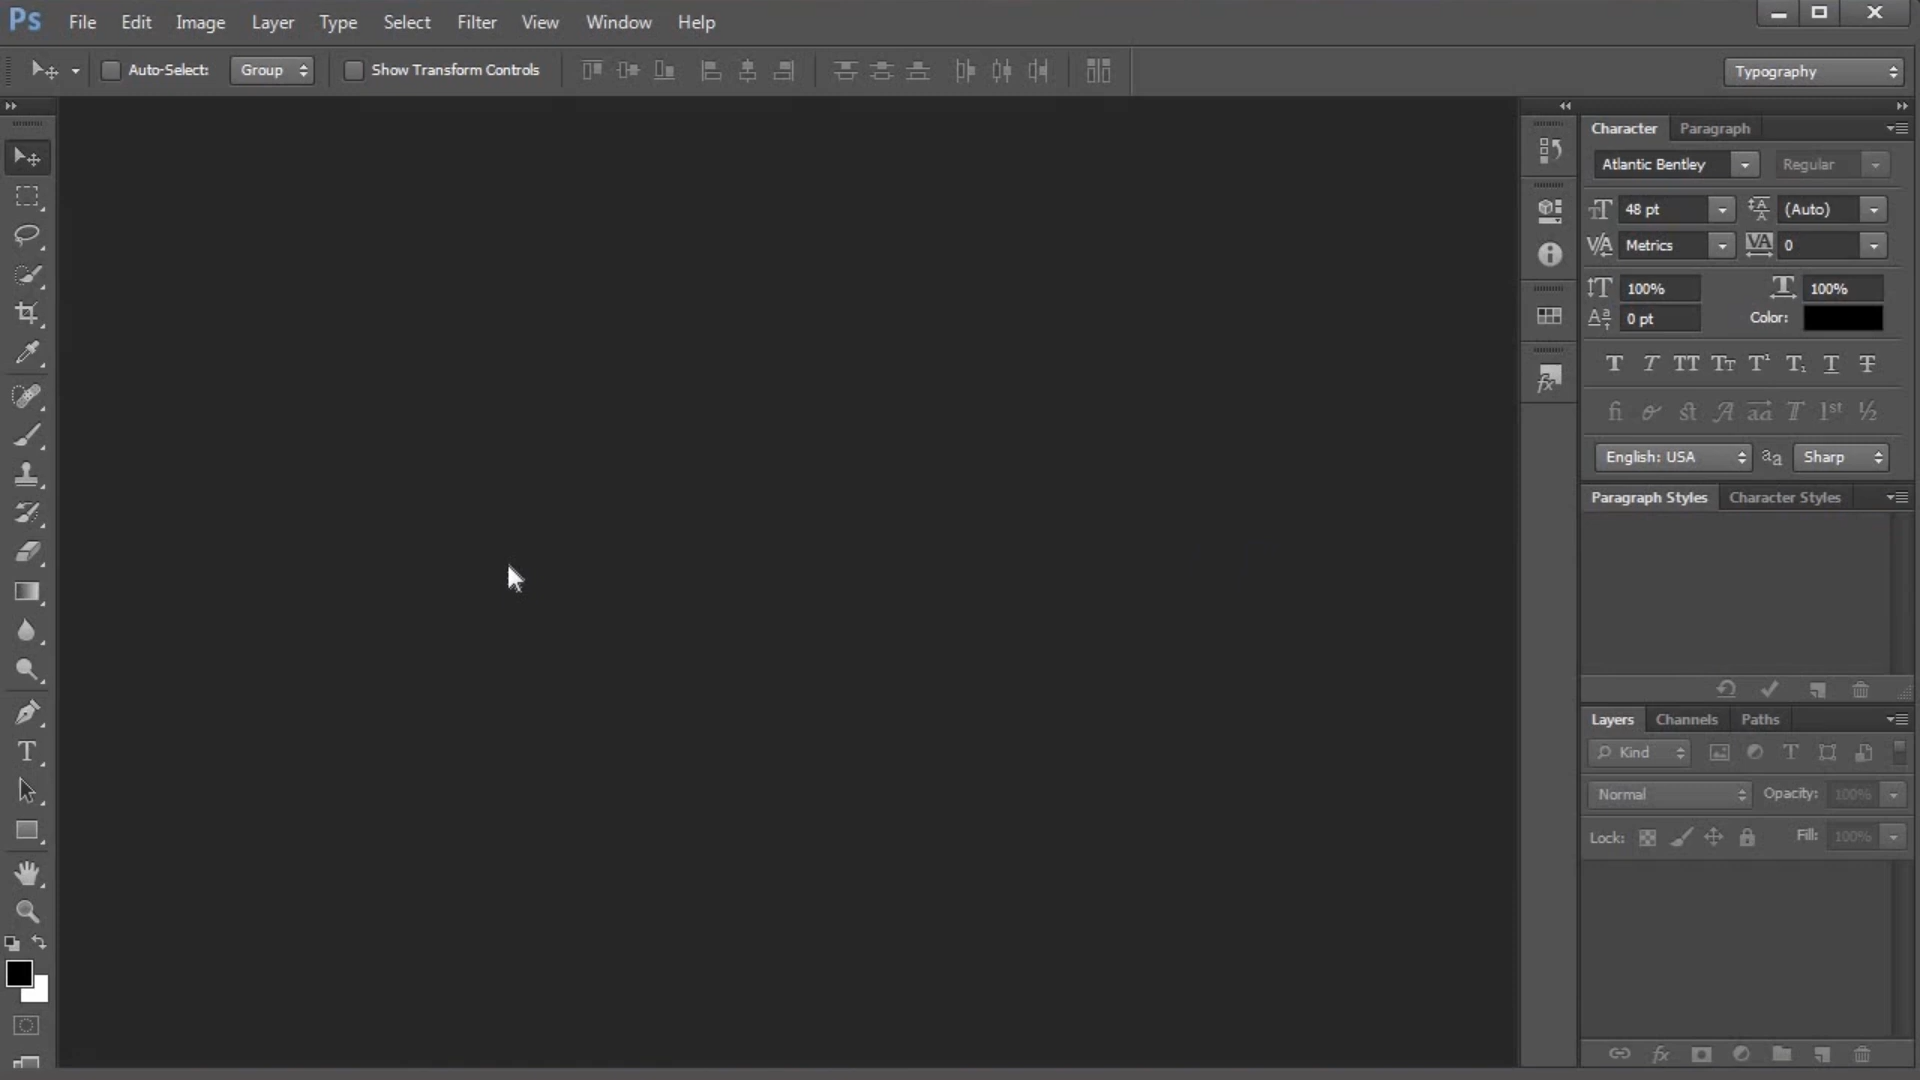 Ps File Edit Image Layer Type Select Filter View Window Help
Auto-Select: Group Show Transform Controls Typography
Character Paragraph
Atlantic Bentley Regular
48 pt (Auto)
Metrics 0
100% 100%
0 pt Color:
English: USA aa Sharp
Paragraph Styles Character Styles
Layers Channels Paths
Kind
Normal Opacity: 100%
Lock: Fill: 100%